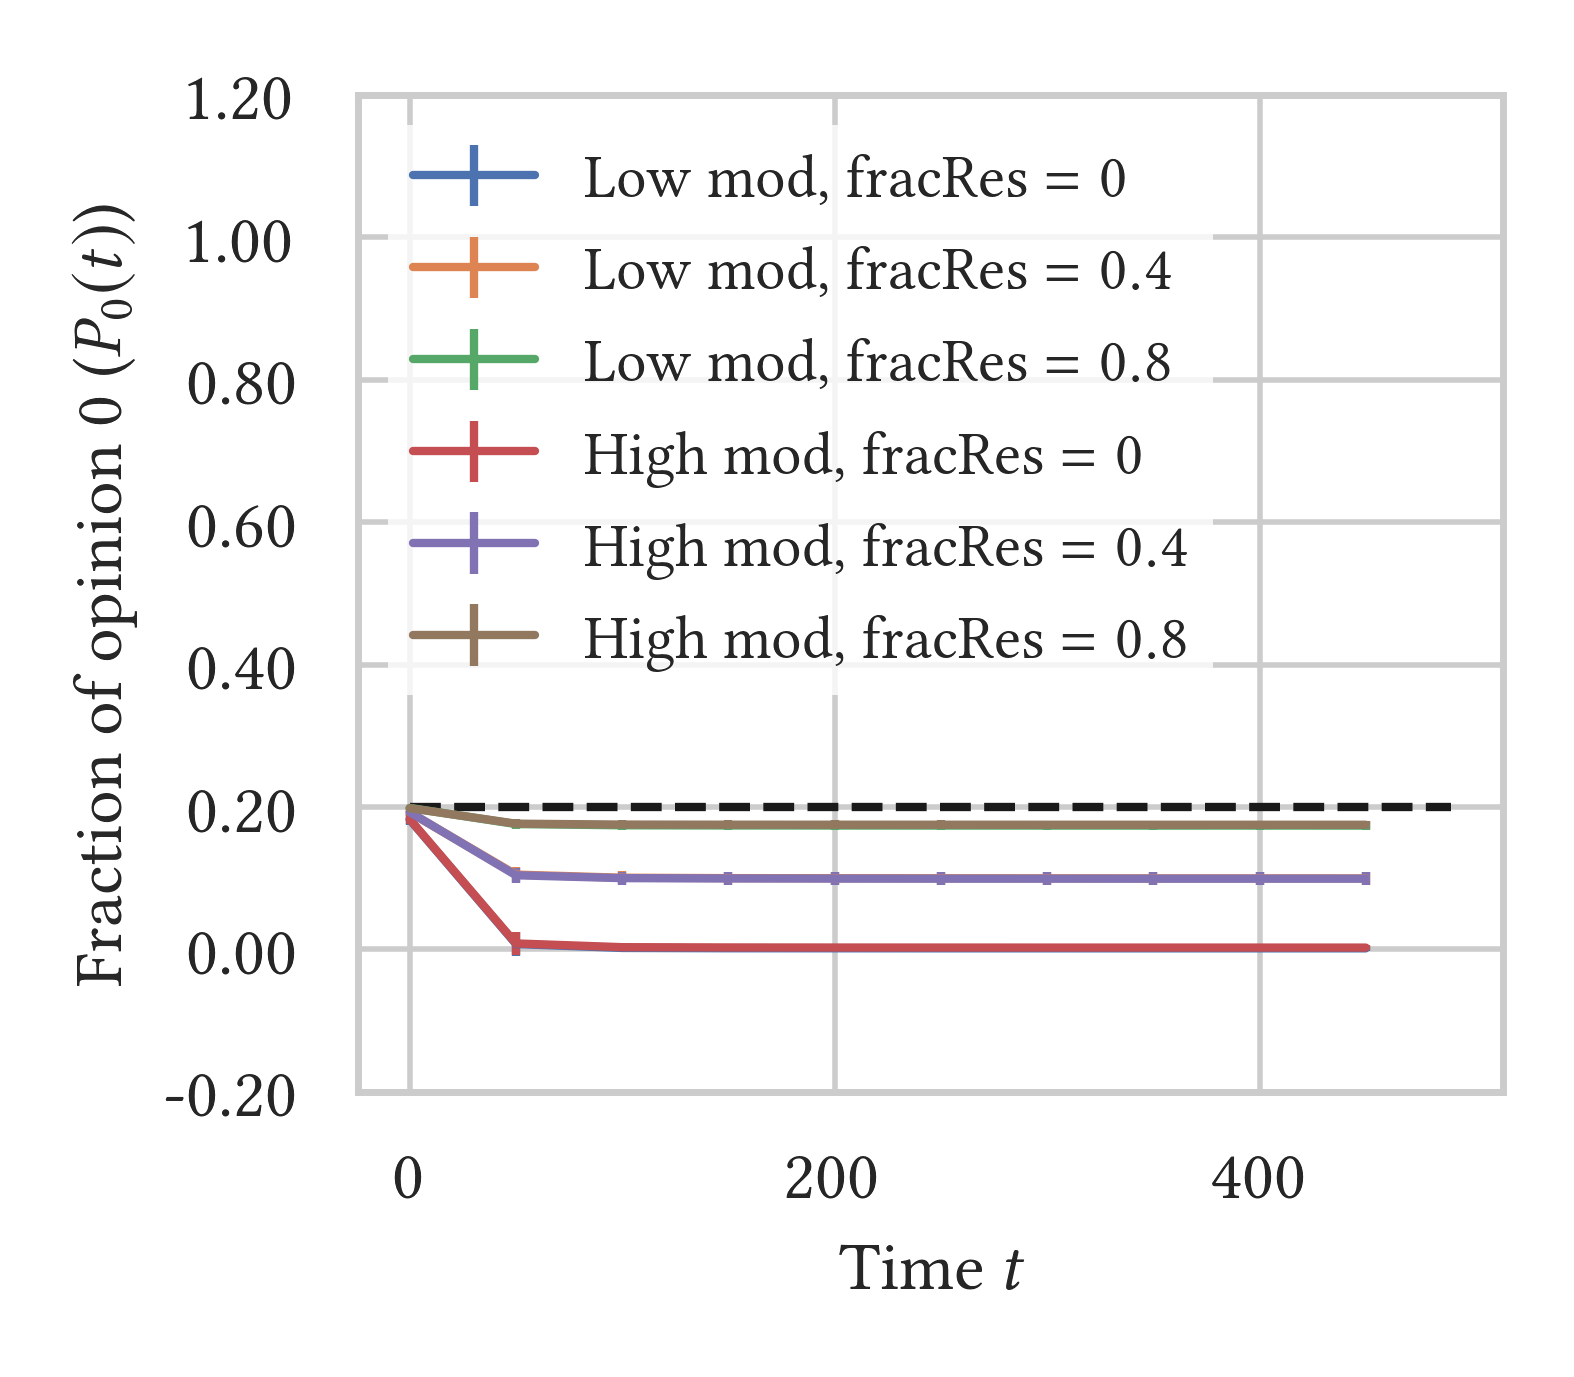 Fraction of opinion 0 (P₀(t))
1.20
1.00
0.80
0.60
0.40
0.20
0.00
-0.20
Low mod, fracRes = 0
Low mod, fracRes = 0.4
Low mod, fracRes = 0.8
High mod, fracRes = 0
High mod, fracRes = 0.4
High mod, fracRes = 0.8
0 200 400
Time t